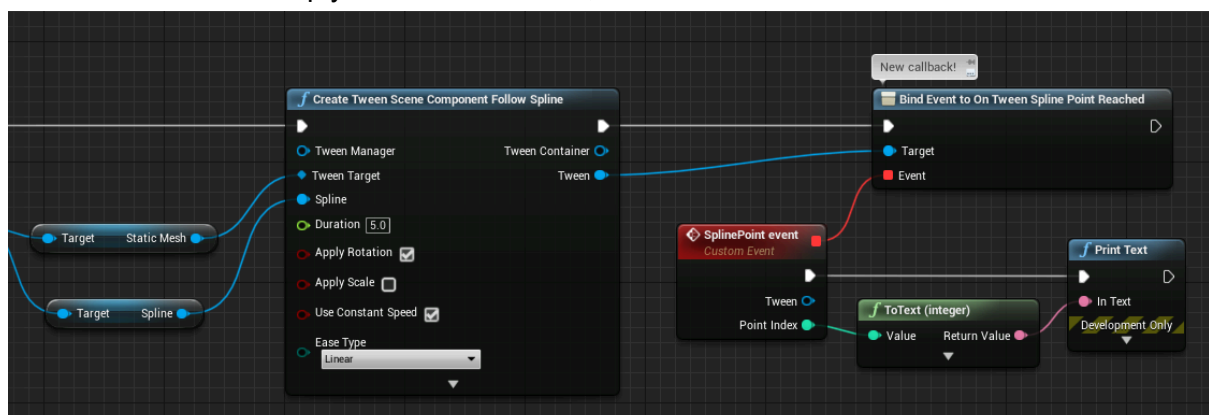 New callback!
Create Tween Scene Component Follow Spline
Bind Event to On Tween Spline Point Reached
Tween Manager
Tween Container
Target
Tween Target
Tween
Event
Spline
Duration 5.0
Target Static Mesh
Apply Rotation
SplinePoint event
Custom Event
Print Text
Apply Scale
Target Spline
Use Constant Speed
Tween
ToText (integer)
In Text
Point Index
Value Return Value
Development Only
Ease Type
Linear